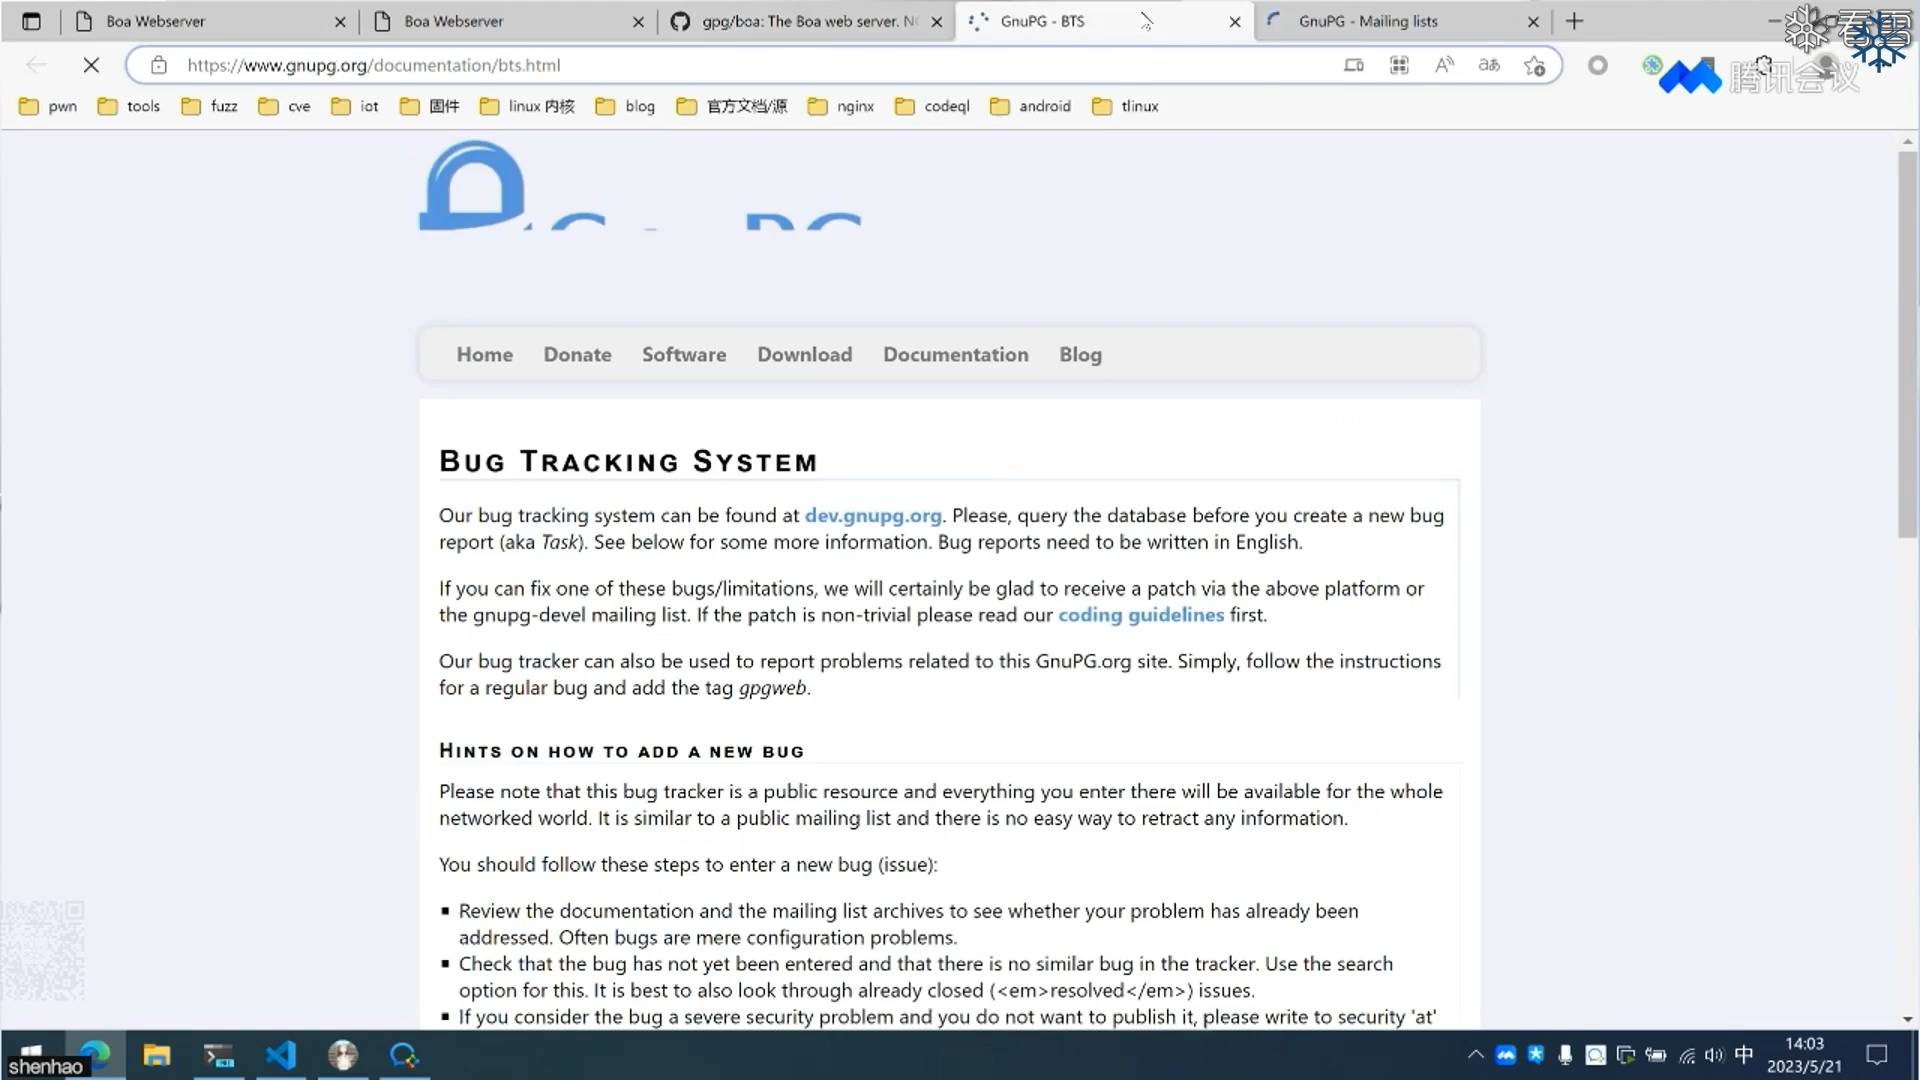 Boa Webserver
Boa Webserver
gpg/boa: The Boa web server. N
GnuPG - BTS
GnuPG - Mailing lists
看雪
https://www.gnupg.org/documentation/bts.html
腾讯会议
pwn
tools
fuzz
cve
iot
固件
linux 内核
blog
官方文档/源
nginx
codeql
android
tlinux
Home
Donate
Software
Download
Documentation
Blog
BUG TRACKING SYSTEM
Our bug tracking system can be found at dev.gnupg.org. Please, query the database before you create a new bug
report (aka Task). See below for some more information. Bug reports need to be written in English.
If you can fix one of these bugs/limitations, we will certainly be glad to receive a patch via the above platform or
the gnupg-devel mailing list. If the patch is non-trivial please read our coding guidelines first.
Our bug tracker can also be used to report problems related to this GnuPG.org site. Simply, follow the instructions
for a regular bug and add the tag gpgweb.
HINTS ON HOW TO ADD A NEW BUG
Please note that this bug tracker is a public resource and everything you enter there will be available for the whole
networked world. It is similar to a public mailing list and there is no easy way to retract any information.
You should follow these steps to enter a new bug (issue):
▪ Review the documentation and the mailing list archives to see whether your problem has already been
addressed. Often bugs are mere configuration problems.
▪ Check that the bug has not yet been entered and that there is no similar bug in the tracker. Use the search
option for this. It is best to also look through already closed (<em>resolved</em>) issues.
▪ If you consider the bug a severe security problem and you do not want to publish it, please write to security 'at'
shenhao
中
14:03
2023/5/21